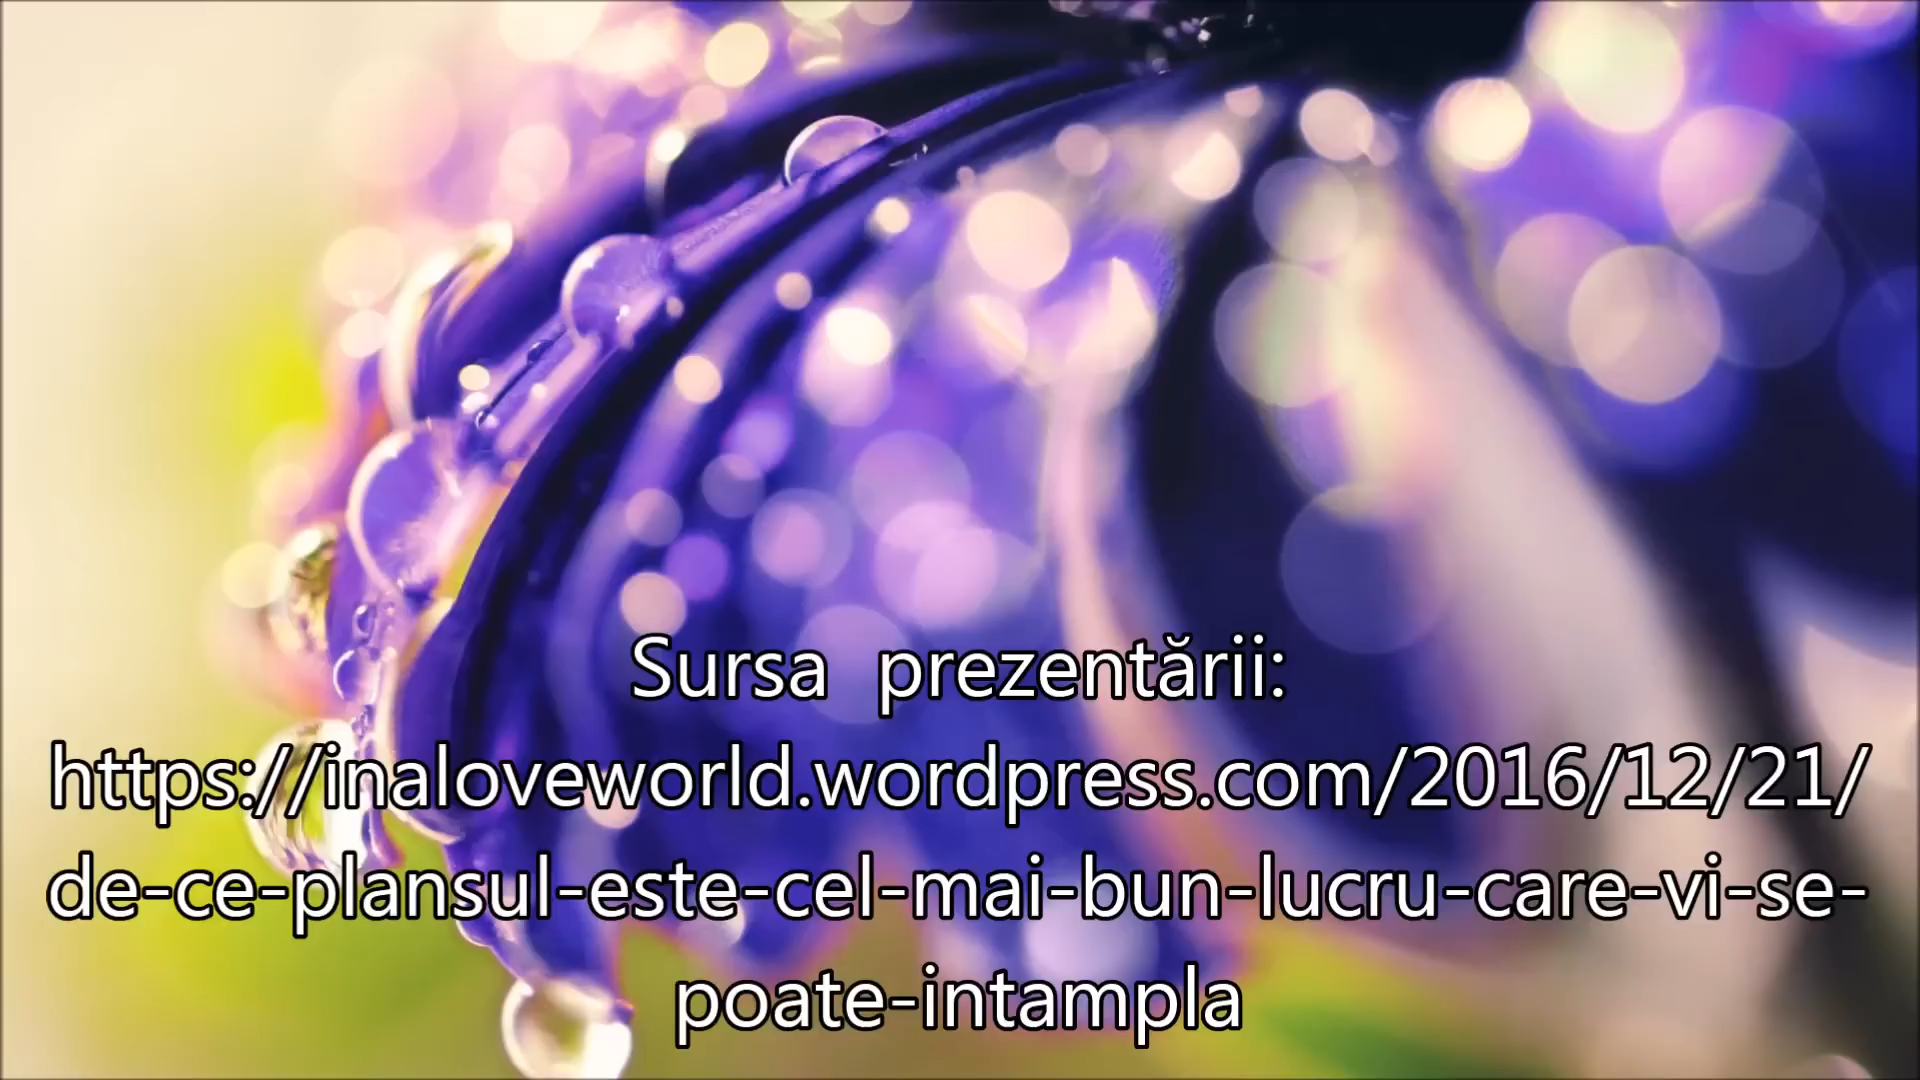 Sursa prezentării:
https://inaloveworld.wordpress.com/2016/12/21/
de-ce-plansul-este-cel-mai-bun-lucru-care-vi-se-
poate-intampla